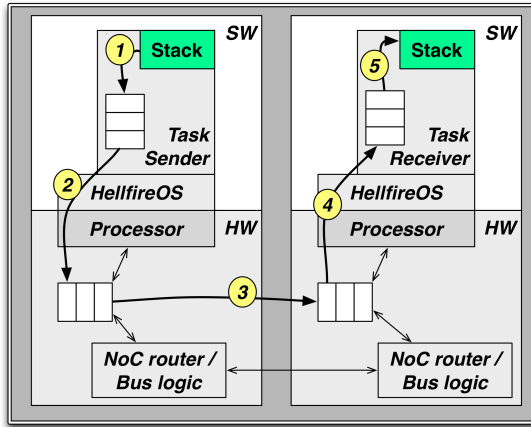 1
Stack
SW
Task
Sender
2
HellfireOS
Processor
HW
3
NoC router /
Bus logic
5
Stack
SW
Task
Receiver
HellfireOS
4
Processor
HW
NoC router /
Bus logic